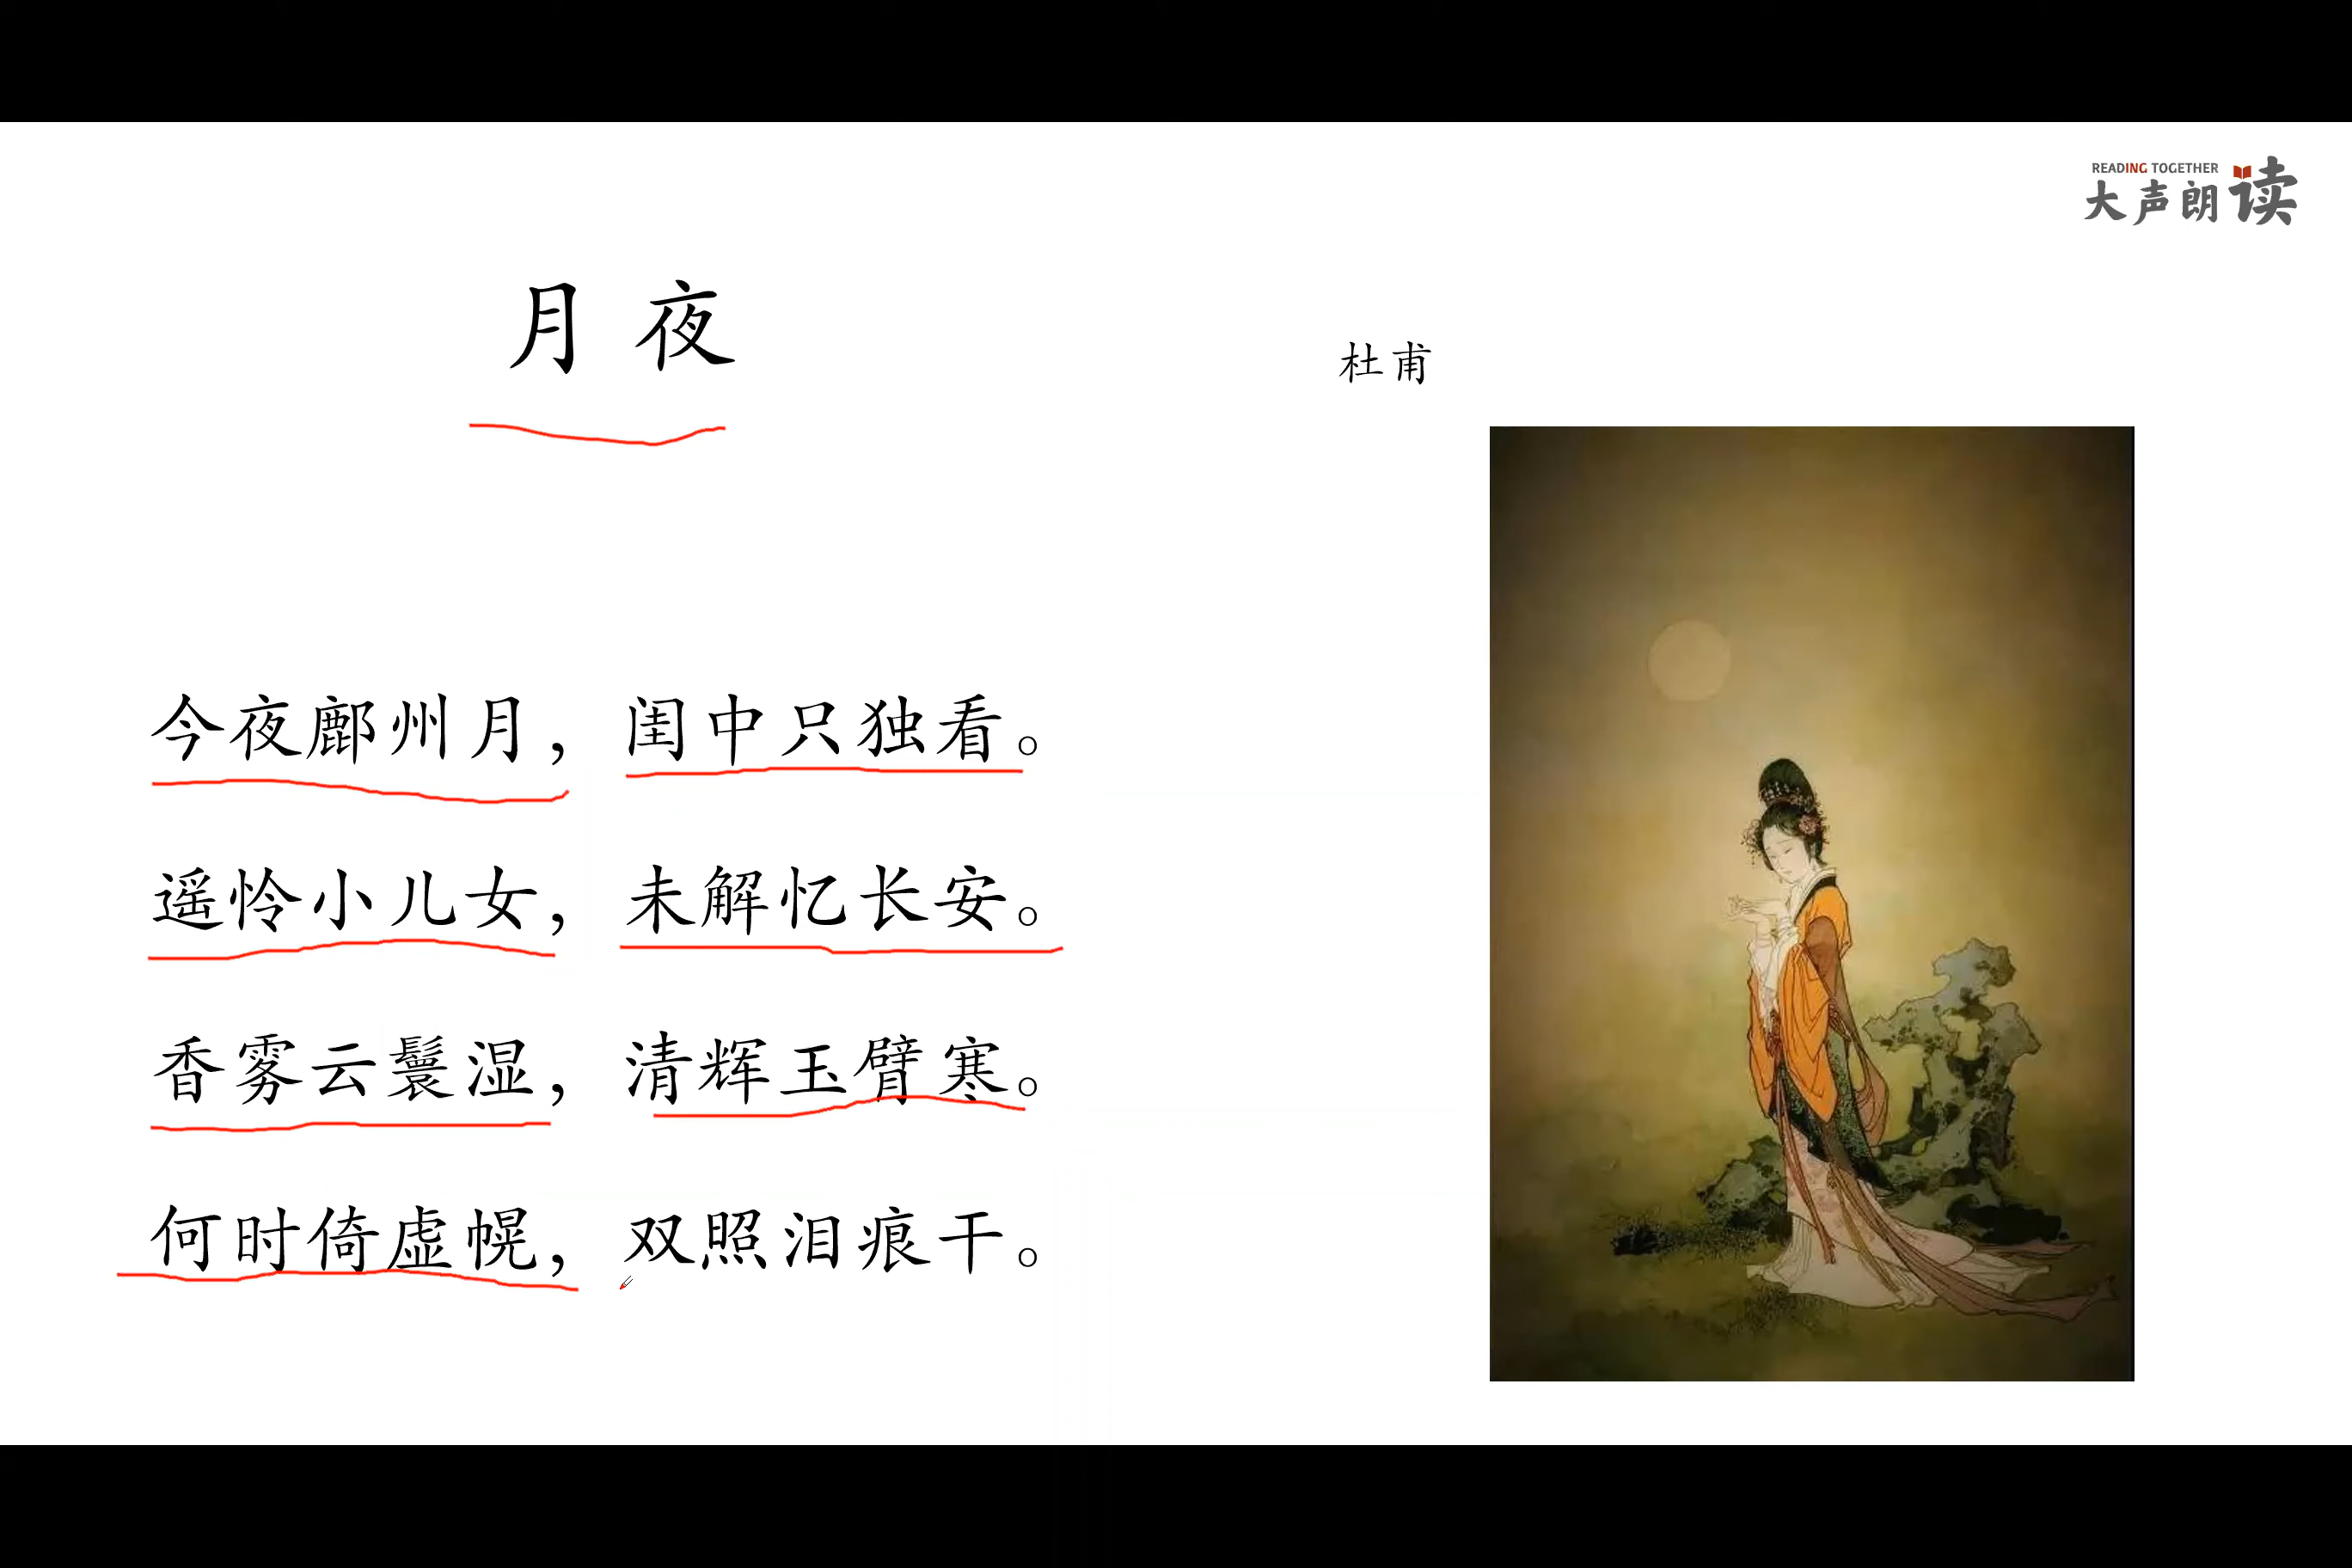 READING TOGETHER
大声朗读
月夜
杜甫
今夜鄜州月，闺中只独看。
遥怜小儿女，未解忆长安。
香雾云鬟湿，清辉玉臂寒。
何时倚虚幌，双照泪痕干。